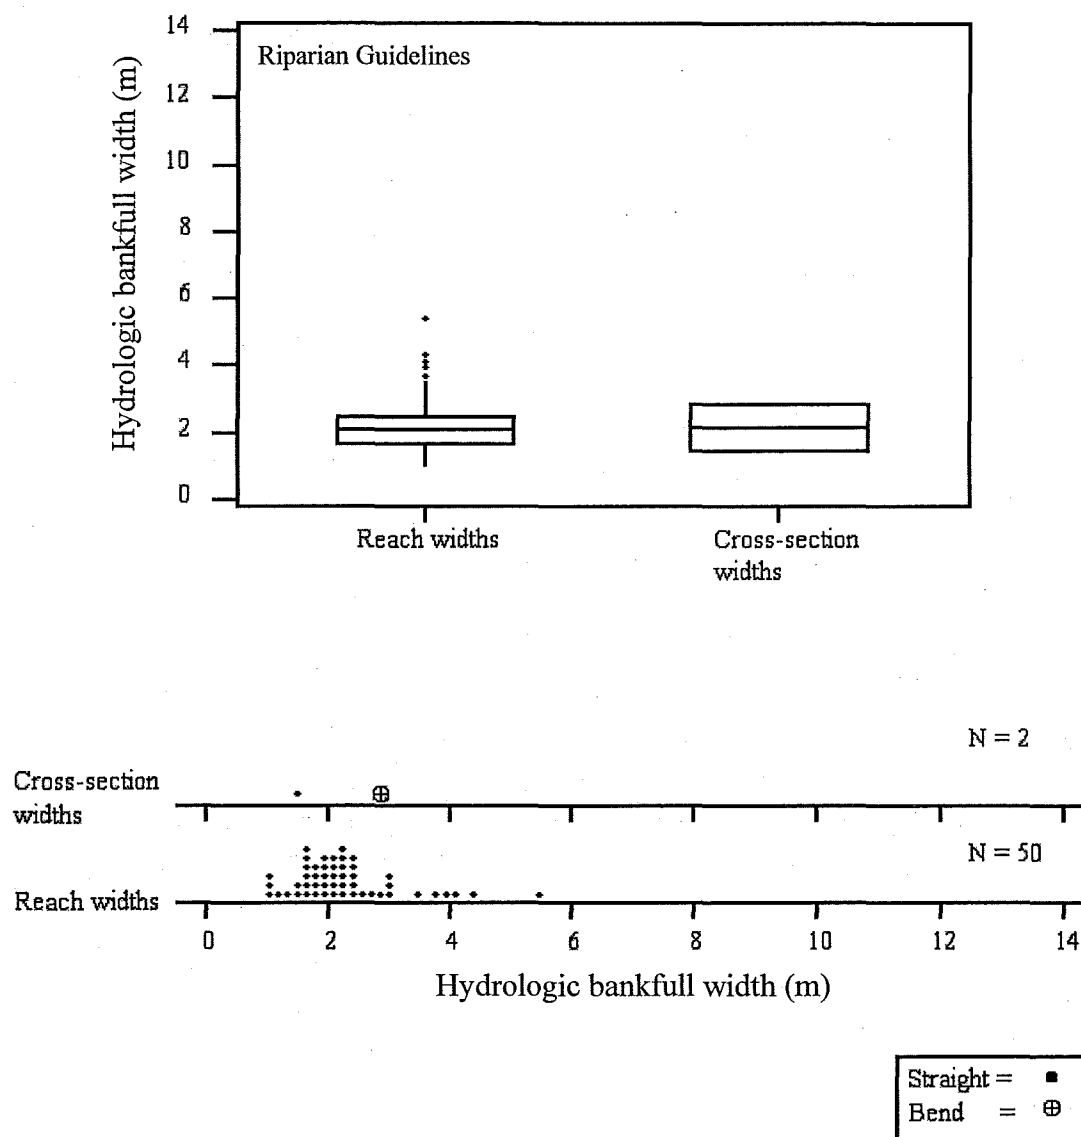 Riparian Guidelines
Hydrologic bankfull width (m)
14
12
10
8
6
4
2
0
Reach widths
Cross-section
widths
N = 2
Cross-section
widths
N = 50
Reach widths
0 2 4 6 8 10 12 14
Hydrologic bankfull width (m)
Straight =
Bend =